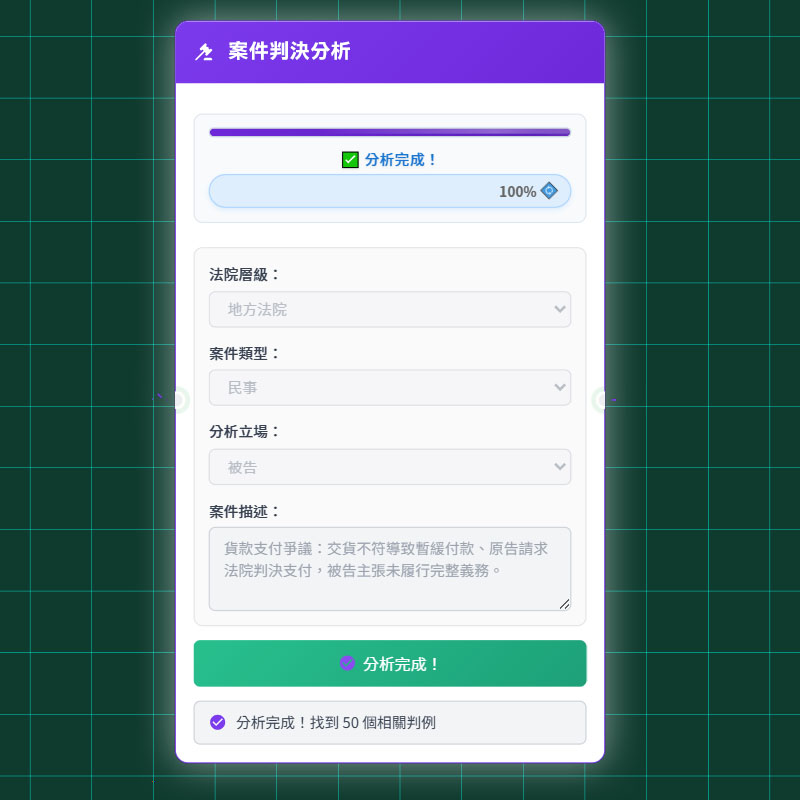 案件判決分析
✅ 分析完成！
100%
法院層級：
地方法院
案件類型：
民事
分析立場：
被告
案件描述：
貨款支付爭議：交貨不符導致暫緩付款、原告請求
法院判決支付，被告主張未履行完整義務。
分析完成！
分析完成！找到 50 個相關判例